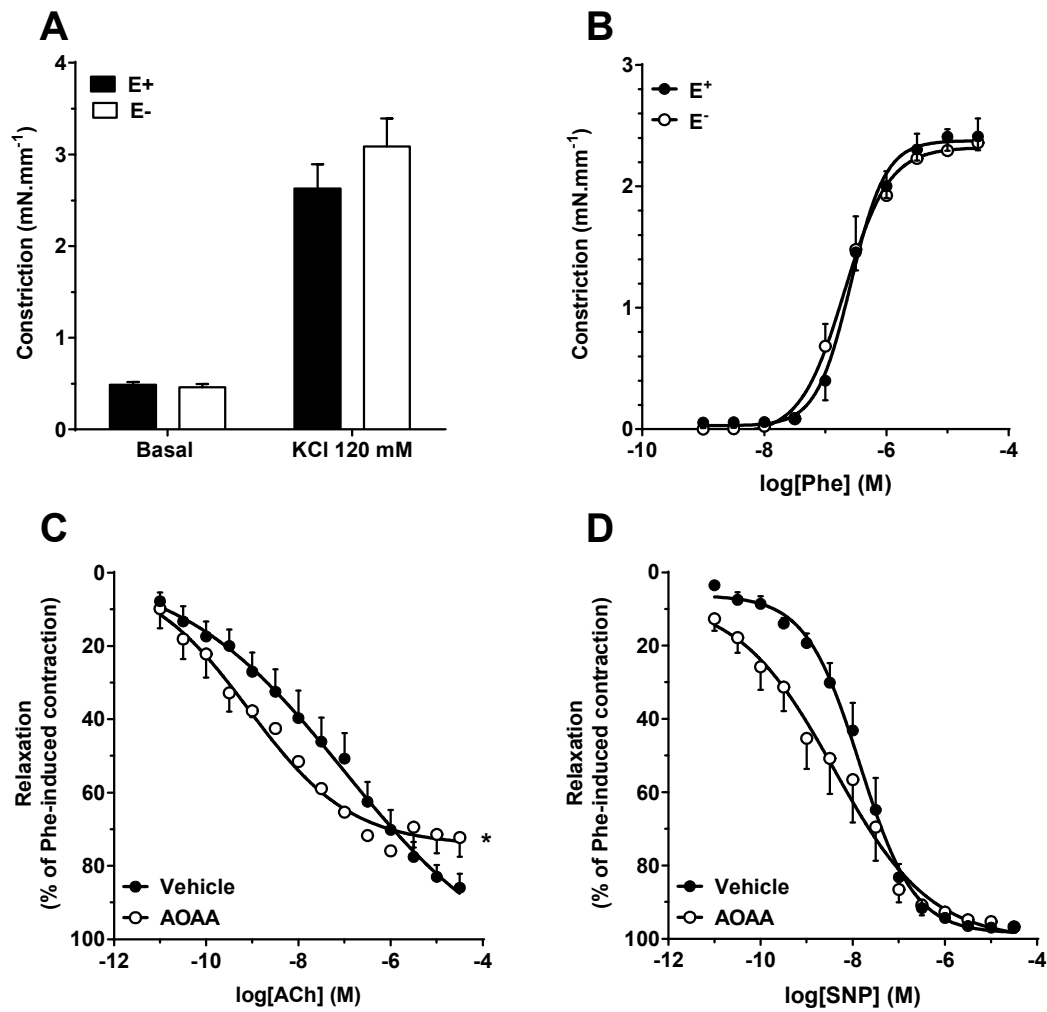 A
Constriction (mN.mm-1)
4
3
2
1
0
E+
E-
Basal
KCl 120 mM
B
Constriction (mN.mm-1)
3
2
1
0
E+
E-
-10
-8
-6
-4
log[Phe] (M)
C
Relaxation
(% of Phe-induced contraction)
0
20
40
60
80
100
*
Vehicle
AOAA
-12
-10
-8
-6
-4
log[ACh] (M)
D
Relaxation
(% of Phe-induced contraction)
0
20
40
60
80
100
Vehicle
AOAA
-12
-10
-8
-6
-4
log[SNP] (M)